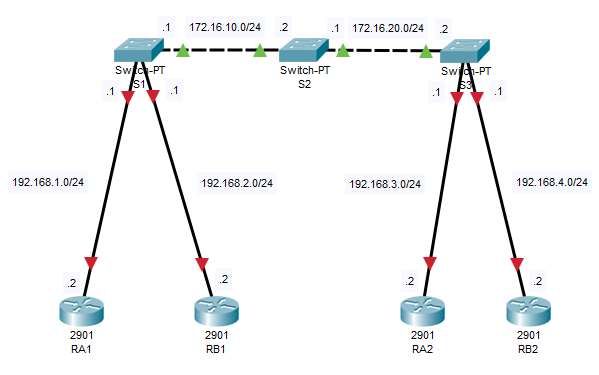 .1
172.16.10.0/24
.2
.1
172.16.20.0/24
.2
Switch-PT
S1
Switch-PT
S2
Switch-PT
S3
.1
.1
.1
.1
192.168.1.0/24
192.168.2.0/24
192.168.3.0/24
192.168.4.0/24
.2
.2
.2
.2
2901
RA1
2901
RB1
2901
RA2
2901
RB2